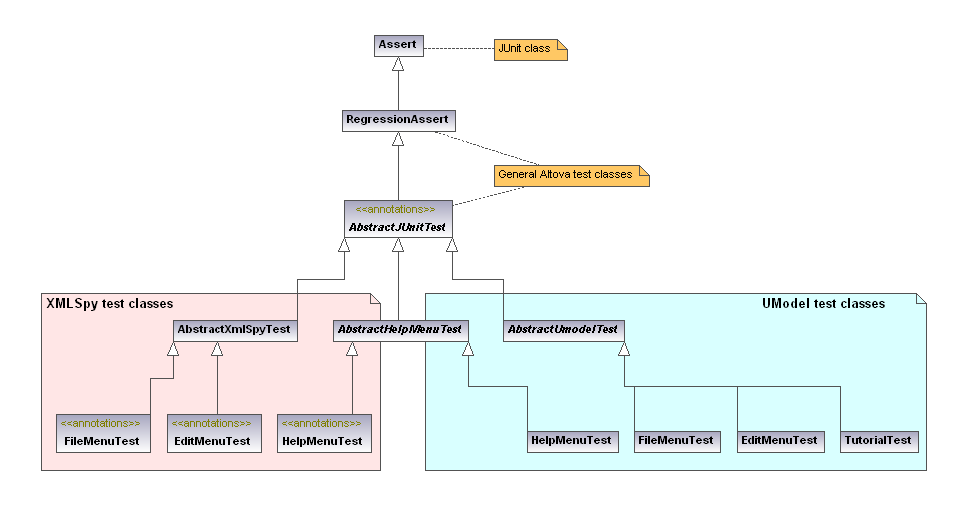 Assert
JUnit class
RegressionAssert
General Altova test classes
<<annotations>>
AbstractJUnitTest
XMLSpy test classes
UModel test classes
AbstractXmlSpyTest
AbstractHelpMenuTest
AbstractUmodelTest
<<annotations>>
FileMenuTest
<<annotations>>
EditMenuTest
<<annotations>>
HelpMenuTest
HelpMenuTest
FileMenuTest
EditMenuTest
TutorialTest